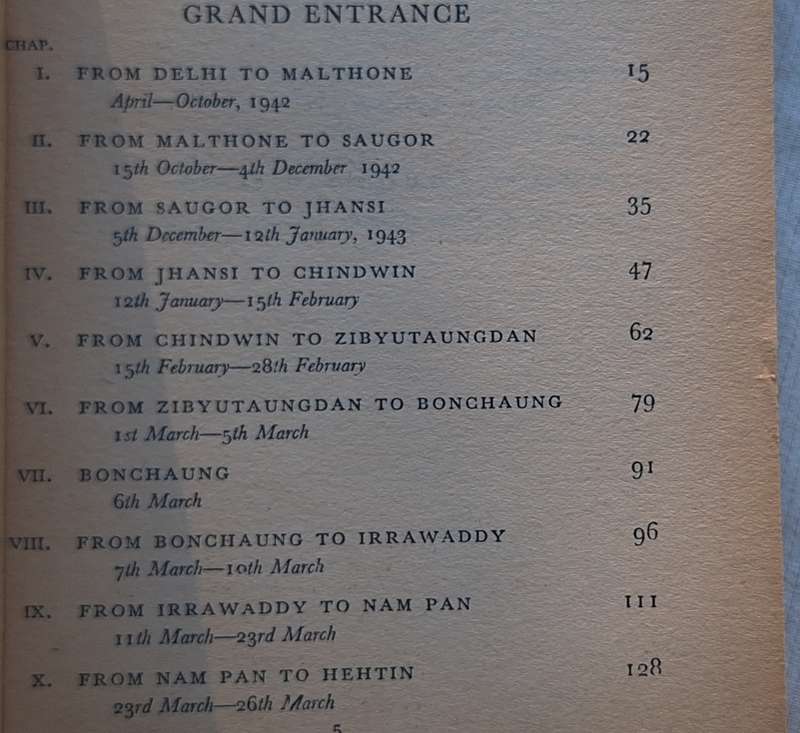 GRAND ENTRANCE
CHAP.
I. FROM DELHI TO MALTHONE 15
April—October, 1942
II. FROM MALTHONE TO SAUGOR 22
15th October—4th December 1942
III. FROM SAUGOR TO JHANSI 35
5th December—12th January, 1943
IV. FROM JHANSI TO CHINDWIN 47
12th January—15th February
V. FROM CHINDWIN TO ZIBYUTAUNGDAN 62
15th February—28th February
VI. FROM ZIBYUTAUNGDAN TO BONCHAUNG 79
1st March—5th March
VII. BONCHAUNG 91
6th March
VIII. FROM BONCHAUNG TO IRRAWADDY 96
7th March—10th March
IX. FROM IRRAWADDY TO NAM PAN 111
11th March—23rd March
X. FROM NAM PAN TO HEHTIN 128
23rd March—26th March
5